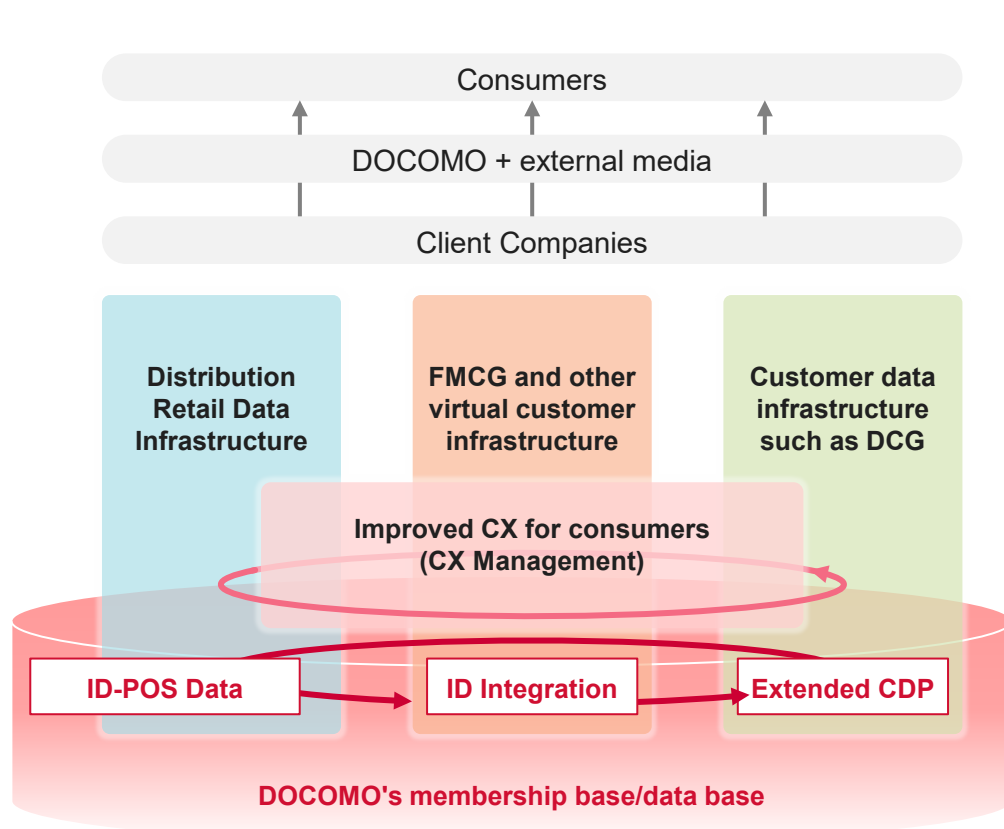 Consumers
DOCOMO + external media
Client Companies
Distribution
Retail Data
Infrastructure
FMCG and other
virtual customer
infrastructure
Customer data
infrastructure
such as DCG
Improved CX for consumers
(CX Management)
ID-POS Data
ID Integration
Extended CDP
DOCOMO's membership base/data base